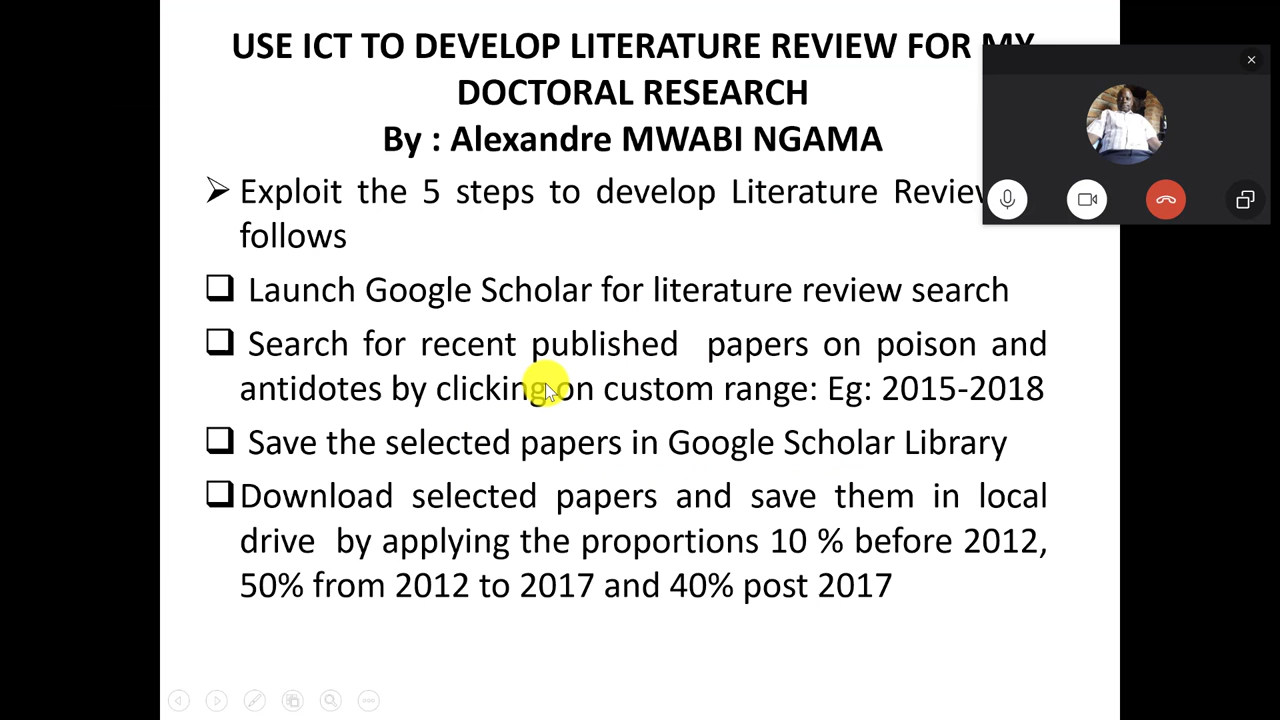 USE ICT TO DEVELOP LITERATURE REVIEW FOR MY
DOCTORAL RESEARCH
By : Alexandre MWABI NGAMA
Exploit the 5 steps to develop Literature Review
follows
Launch Google Scholar for literature review search
Search for recent published papers on poison and
antidotes by clicking on custom range: Eg: 2015-2018
Save the selected papers in Google Scholar Library
Download selected papers and save them in local
drive by applying the proportions 10 % before 2012,
50% from 2012 to 2017 and 40% post 2017